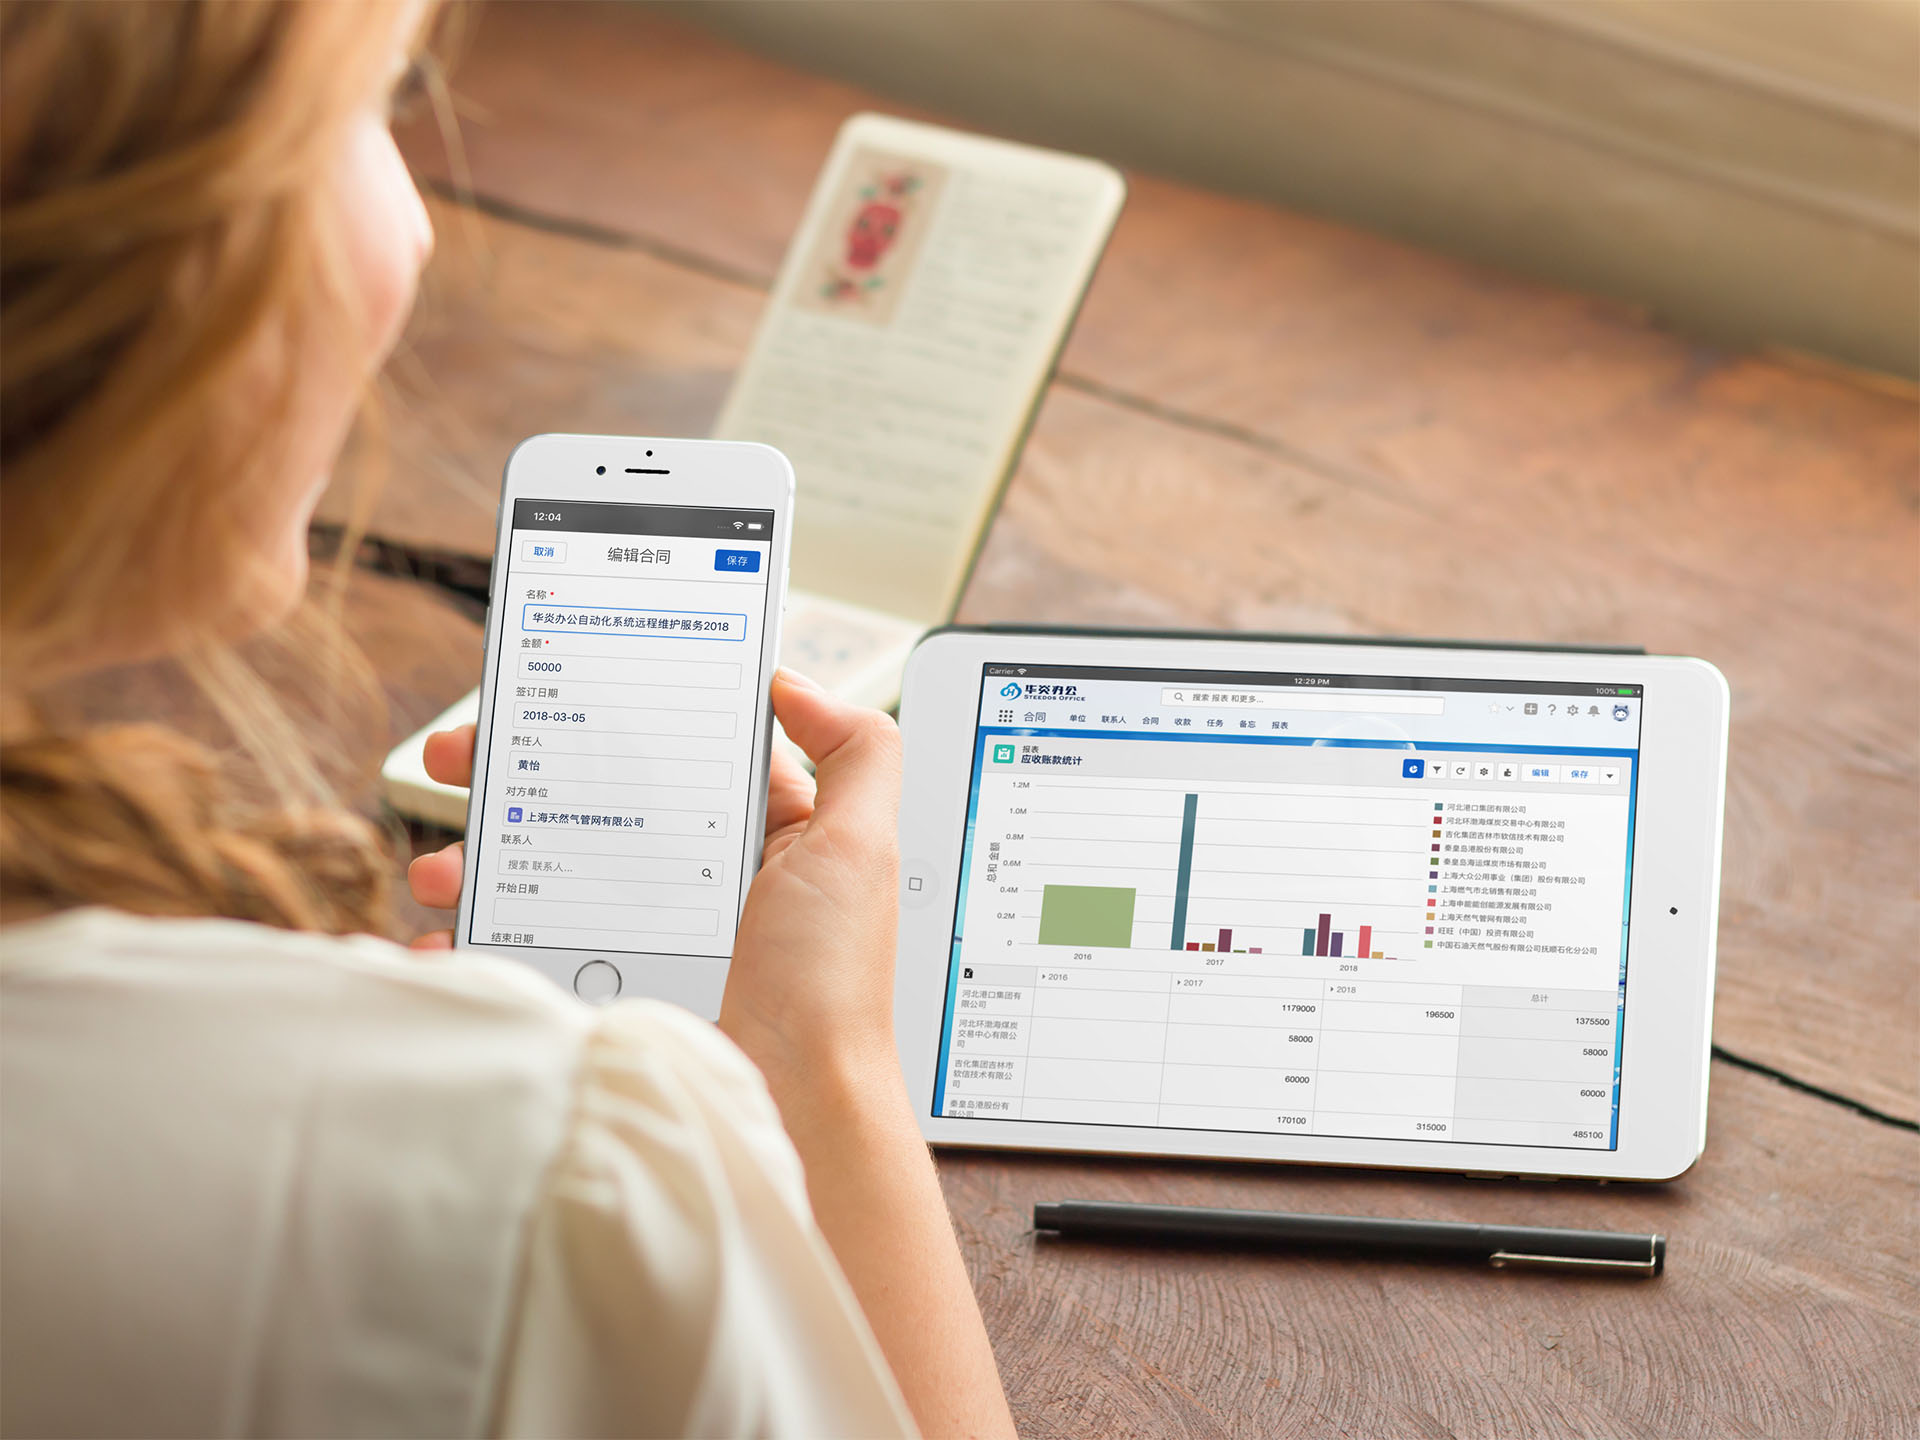 12:04
取消
编辑合同
保存
名称 *
华炎办公自动化系统远程维护服务2018
金额 *
50000
签订日期
2018-03-05
责任人
黄怡
对方单位
上海天然气管网有限公司
联系人
搜索 联系人...
开始日期
结束日期
Carrier
12:29 PM
100%
华炎办公
STEEDOS OFFICE
搜索 报表 和更多...
合同 单位 联系人 合同 收款 任务 备忘 报表
报表
应收账款统计
编辑
保存
总和 金额
1.2M
1.0M
0.8M
0.6M
0.4M
0.2M
0
2016
2017
2018
河北港口集团有限公司
河北环渤海煤炭交易中心有限公司
吉化集团吉林市软信技术有限公司
秦皇岛港股份有限公司
秦皇岛海运煤炭市场有限公司
上海大众公用事业（集团）股份有限公司
上海燃气市北销售有限公司
上海申能能创能源发展有限公司
上海天然气管网有限公司
旺旺（中国）投资有限公司
中国石油天然气股份有限公司抚顺石化分公司
2016 2017 2018 总计
河北港口集团有
限公司
1179000 196500 1375500
河北环渤海煤炭
交易中心有限公
司
58000 58000
吉化集团吉林市
软信技术有限公
司
60000 60000
秦皇岛港股份有
限公司
170100 315000 485100